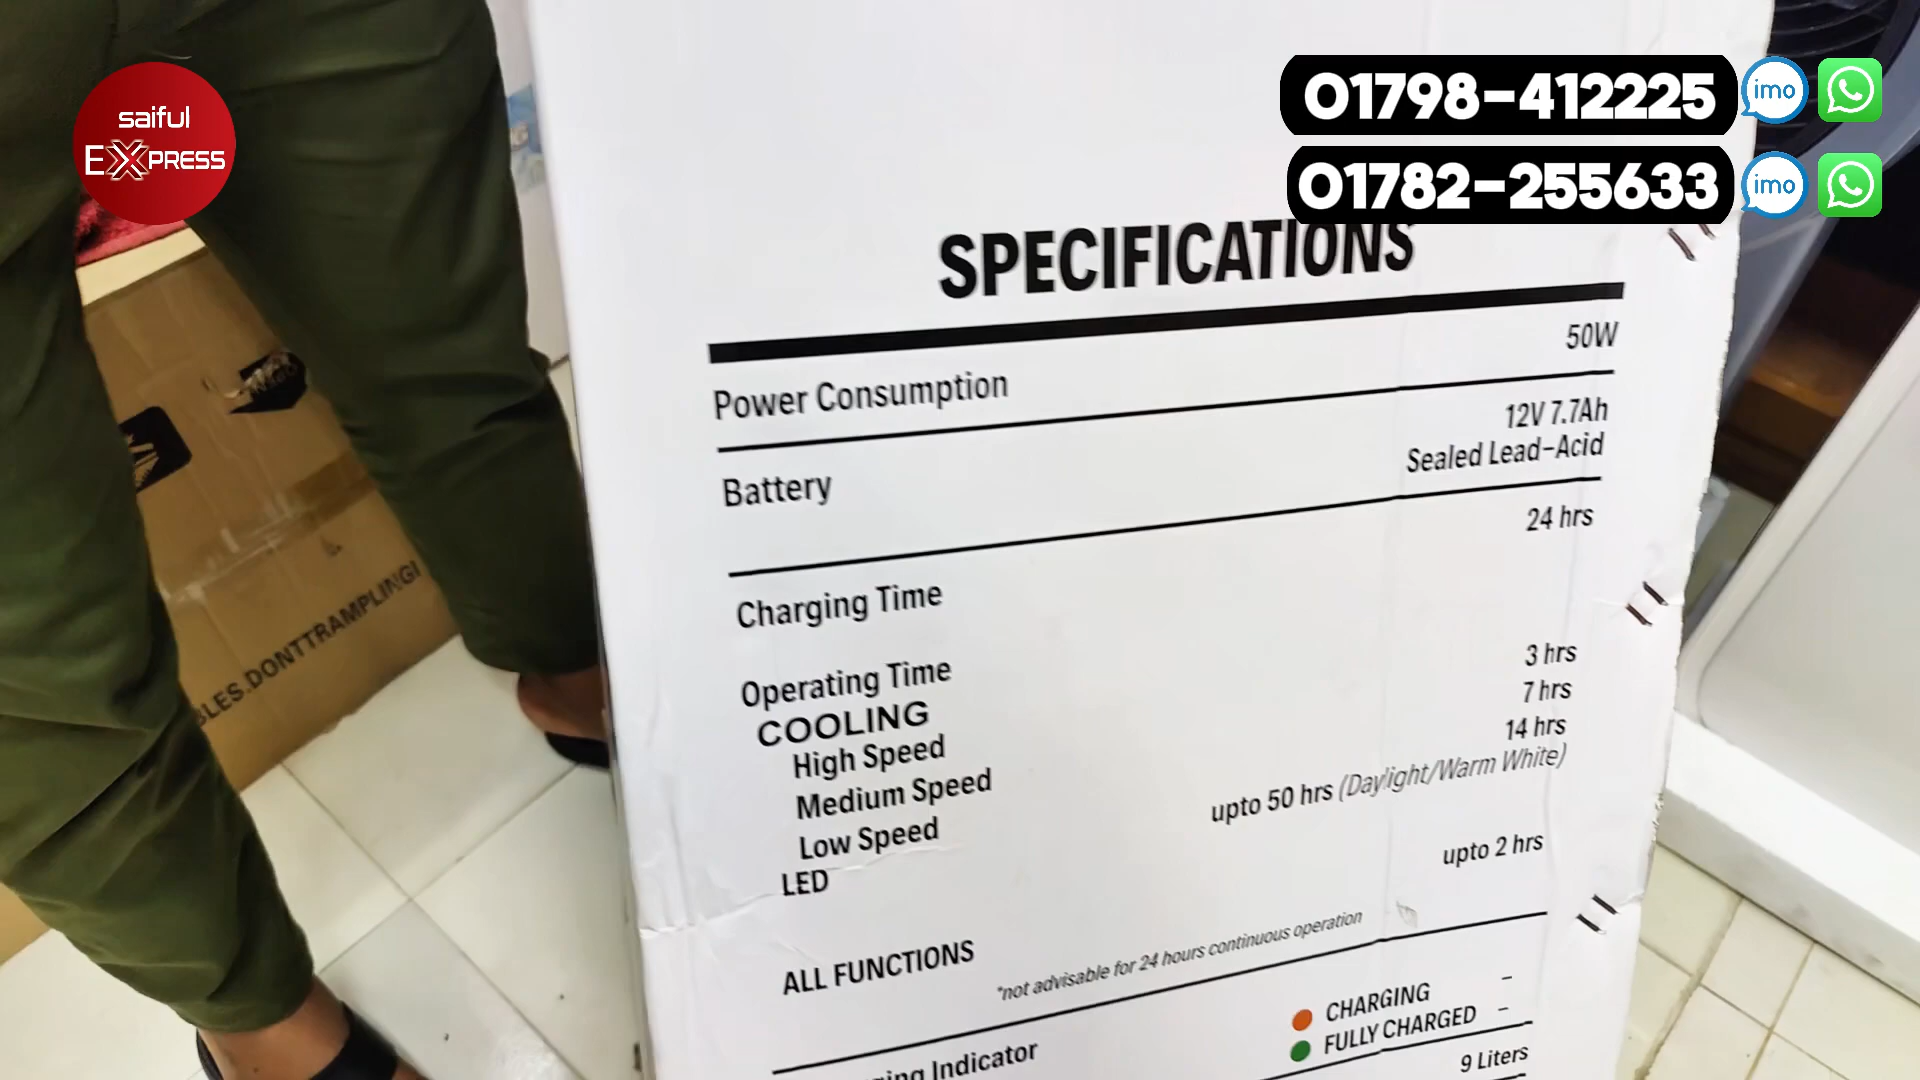 saiful
EXPRESS
01798-412225
imo
01782-255633
imo
SPECIFICATIONS
Power Consumption 50W
Battery 12V 7.7Ah
Sealed Lead-Acid
Charging Time 24 hrs
Operating Time
COOLING
High Speed 3 hrs
Medium Speed 7 hrs
Low Speed 14 hrs
LED upto 50 hrs (Daylight/Warm White)
ALL FUNCTIONS upto 2 hrs
*not advisable for 24 hours continuous operation
Indicator
CHARGING -
FULLY CHARGED -
9 Liters
DONTTRAMPLING